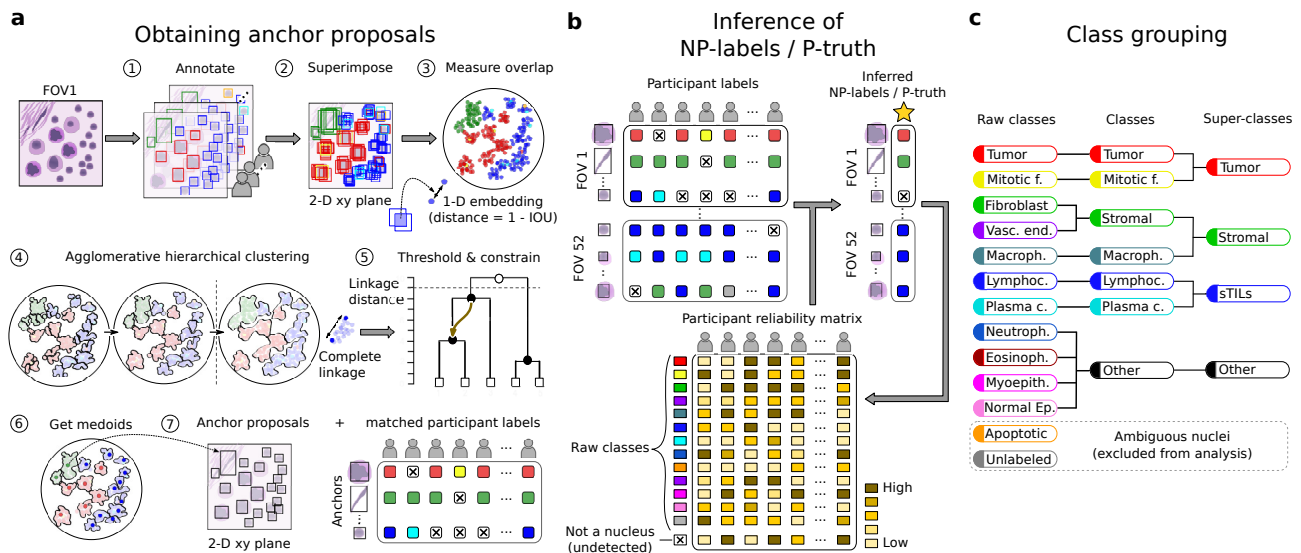 a
Obtaining anchor proposals
1
Annotate
2
Superimpose
3
Measure overlap
FOV1
2-D xy plane
1-D embedding
(distance = 1 - IOU)
4
Agglomerative hierarchical clustering
5
Threshold & constrain
Linkage
distance
Complete
linkage
6
Get medoids
7
Anchor proposals
+ matched participant labels
2-D xy plane
Anchors
...
...
...
...
b
Inference of
NP-labels / P-truth
Participant labels
Inferred
NP-labels / P-truth
FOV 1
FOV 52
FOV 1
FOV 52
Participant reliability matrix
Raw classes
Not a nucleus
(undetected)
High
Low
c
Class grouping
Raw classes
Classes
Super-classes
Tumor
Tumor
Tumor
Mitotic f.
Mitotic f.
Fibroblast
Stromal
Stromal
Vasc. end.
Macroph.
Macroph.
Lymphoc.
Lymphoc.
sTILs
Plasma c.
Plasma c.
Neutroph.
Eosinoph.
Other
Other
Myoepith.
Normal Ep.
Apoptotic
Unlabeled
Ambiguous nuclei
(excluded from analysis)